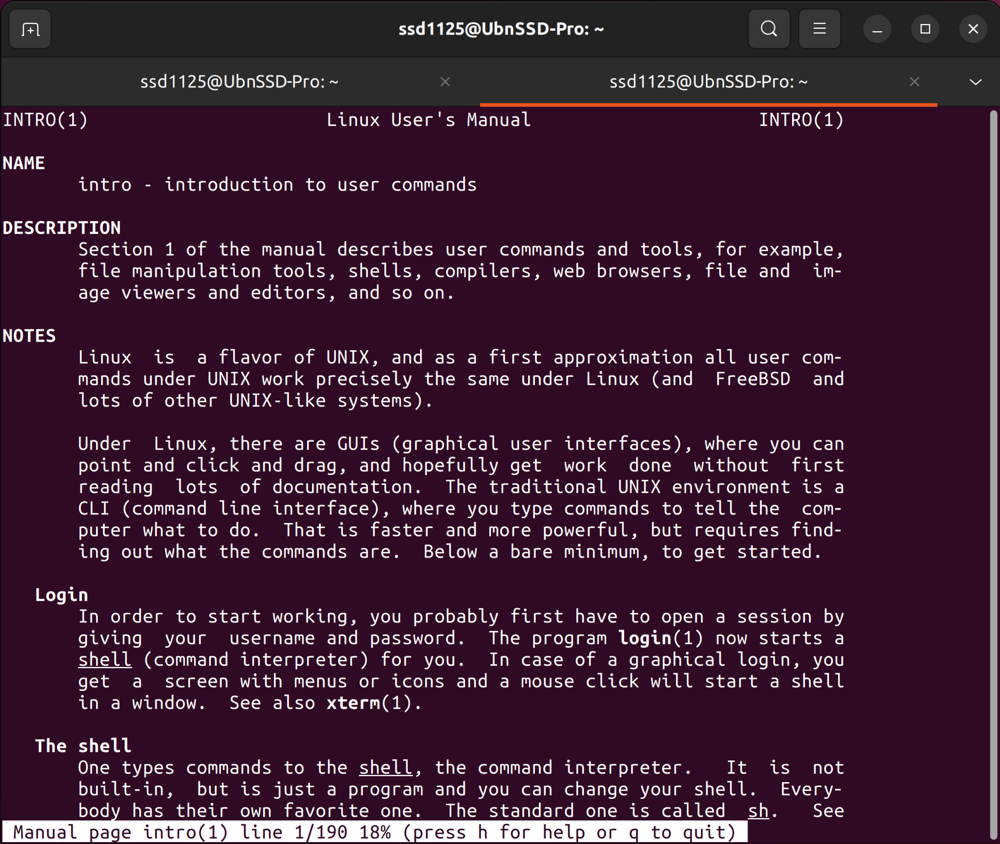 ssd1125@UbnSSD-Pro: ~
ssd1125@UbnSSD-Pro: ~
ssd1125@UbnSSD-Pro: ~
INTRO(1) Linux User's Manual INTRO(1)
NAME
intro - introduction to user commands
DESCRIPTION
Section 1 of the manual describes user commands and tools, for example,
file manipulation tools, shells, compilers, web browsers, file and im-
age viewers and editors, and so on.
NOTES
Linux is a flavor of UNIX, and as a first approximation all user com-
mands under UNIX work precisely the same under Linux (and FreeBSD and
lots of other UNIX-like systems).
Under Linux, there are GUIs (graphical user interfaces), where you can
point and click and drag, and hopefully get work done without first
reading lots of documentation. The traditional UNIX environment is a
CLI (command line interface), where you type commands to tell the com-
puter what to do. That is faster and more powerful, but requires find-
ing out what the commands are. Below a bare minimum, to get started.
Login
In order to start working, you probably first have to open a session by
giving your username and password. The program login(1) now starts a
shell (command interpreter) for you. In case of a graphical login, you
get a screen with menus or icons and a mouse click will start a shell
in a window. See also xterm(1).
The shell
One types commands to the shell, the command interpreter. It is not
built-in, but is just a program and you can change your shell. Every-
body has their own favorite one. The standard one is called sh. See
Manual page intro(1) line 1/190 18% (press h for help or q to quit)